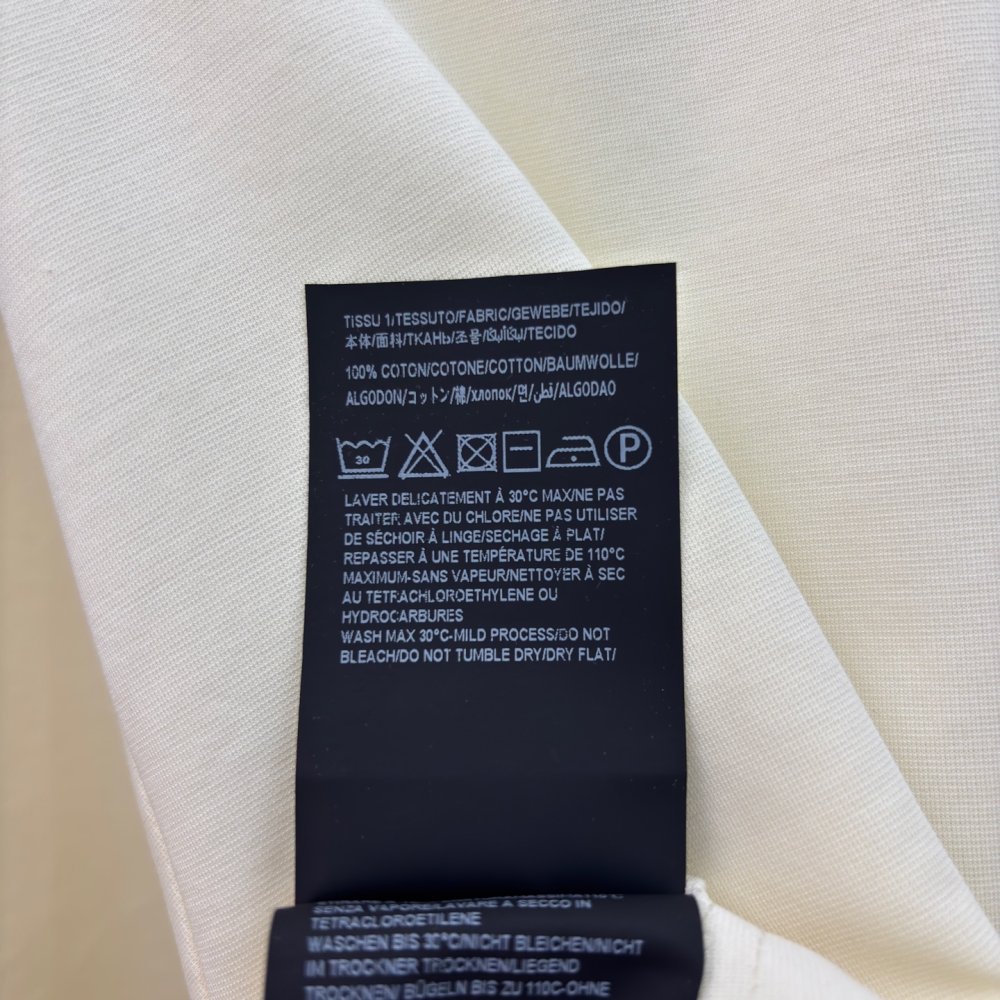 TISSU 1/TESSUTO/FABRIC/GEWEBE/TEJIDO/
本体/面料/ТКАНЬ/조용/TECIDO
100% COTON/COTONE/COTTON/BAUMWOLLE/
ALGODON/コットン/棉/хлопок/면/قطن/ALGODAO
30
P
LAVER DELICATEMENT À 30°C MAX/NE PAS
TRAITER AVEC DU CHLORE/NE PAS UTILISER
DE SÉCHOIR À LINGE/SECHAGE À PLAT/
REPASSER À UNE TEMPÉRATURE DE 110°C
MAXIMUM-SANS VAPEUR/NETTOYER À SEC
AU TETRACHLOROETHYLENE OU
HYDROCARBURES
WASH MAX 30°C-MILD PROCESS/DO NOT
BLEACH/DO NOT TUMBLE DRY/DRY FLAT/
SENZA VAPORE/LAVARE A SECCO IN
TETRACLOROETILENE
WASCHEN BIS 30°C/NICHT BLEICHEN/NICHT
IM TROCKNER TROCKNEN/LIEGEND
TROCKNEN/ BÜGELN BIS ZU 110C-OHNE